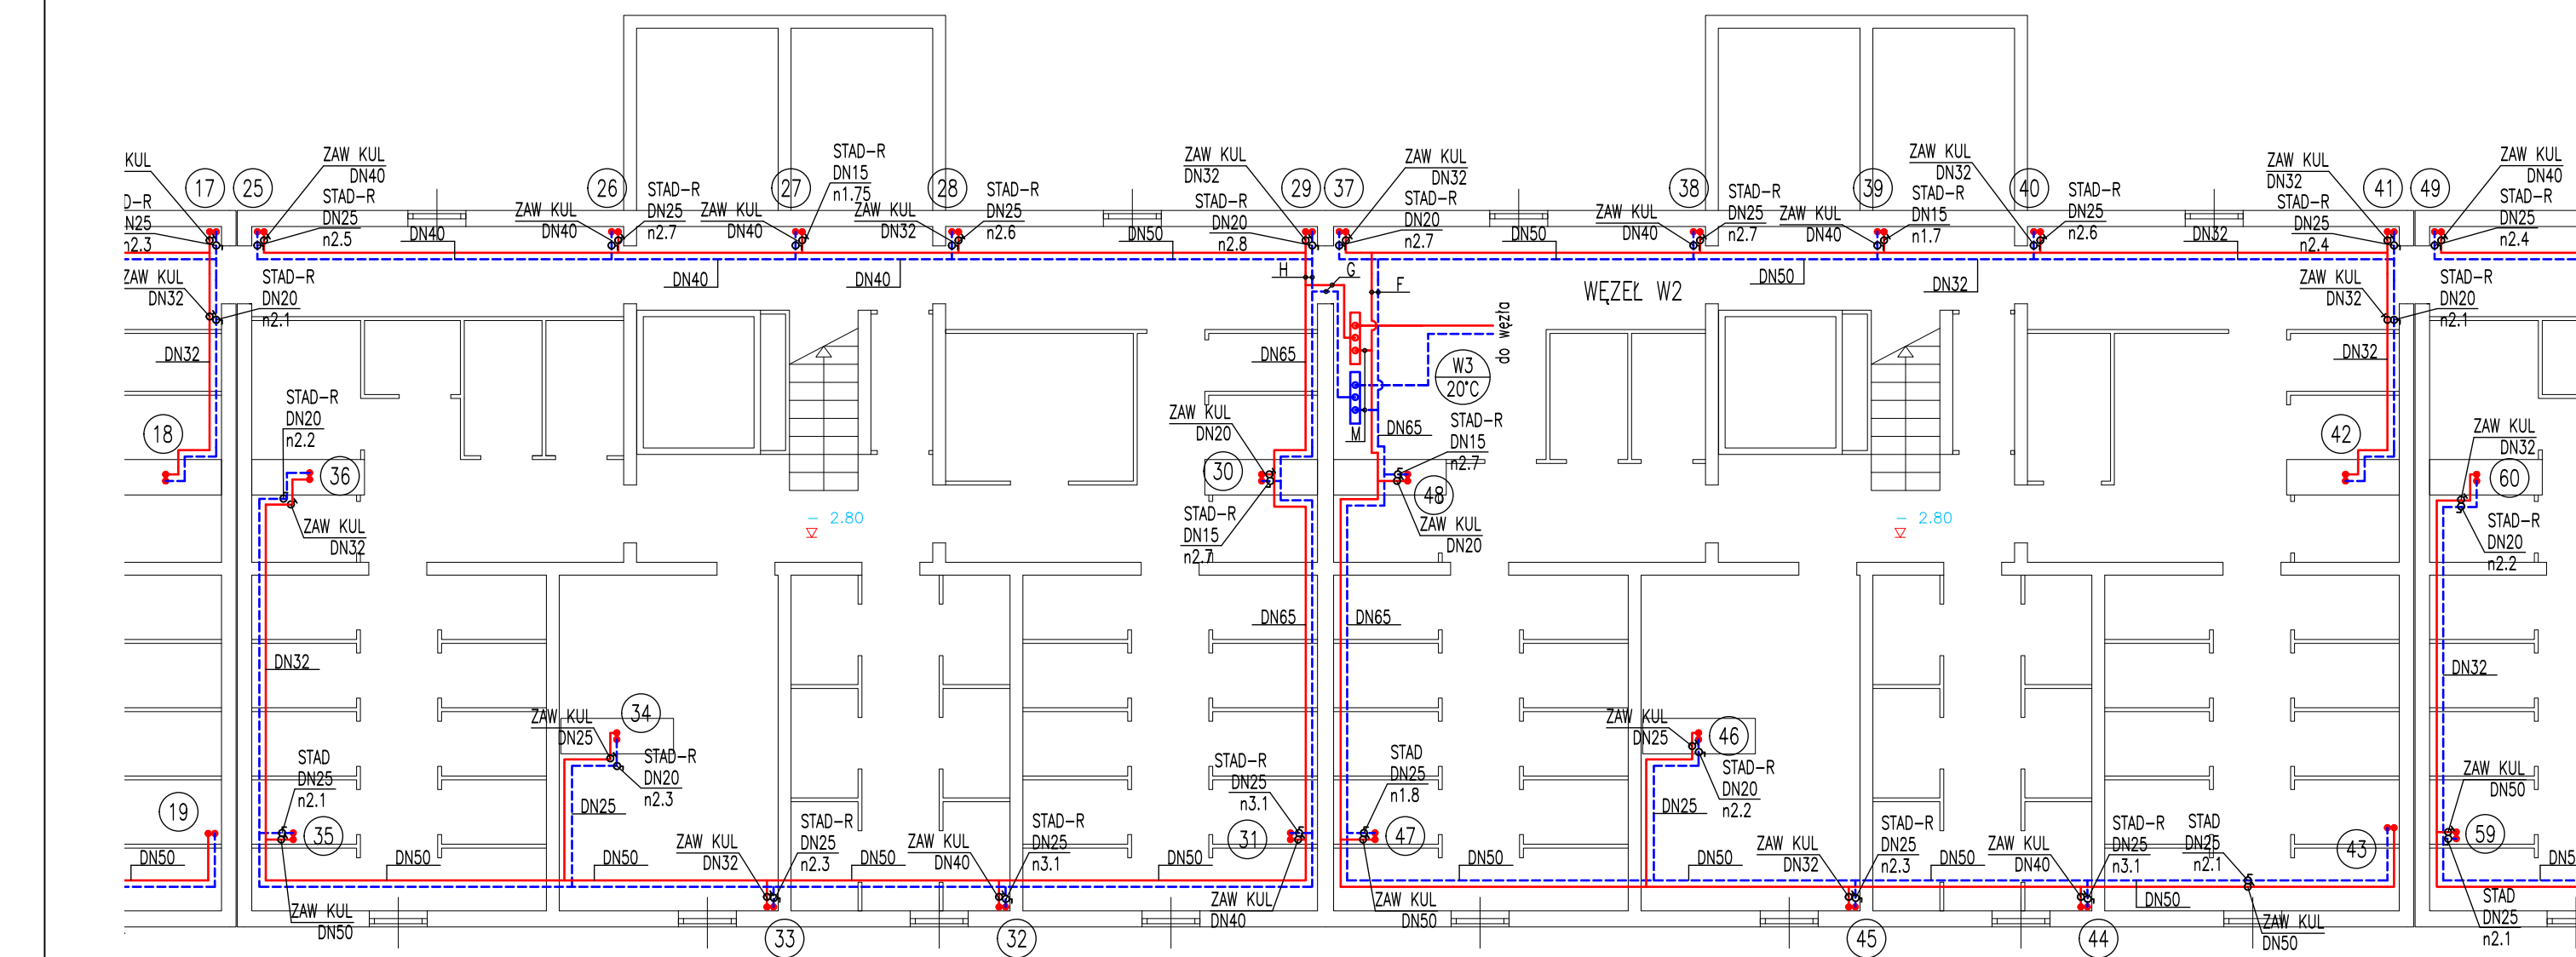 KUL
17
25
ZAW KUL
DN40
STAD-R
DN25
n2.5
D-R
DN25
n2.3
DN40
ZAW KUL
DN40
26
STAD-R
DN25
n2.7
ZAW KUL
DN40
27
STAD-R
DN15
n1.75
ZAW KUL
DN32
28
STAD-R
DN25
n2.6
DN50
ZAW KUL
DN32
STAD-R
DN20
n2.8
29
37
ZAW KUL
DN32
STAD-R
DN20
n2.7
DN50
ZAW KUL
DN40
38
STAD-R
DN25
n2.7
ZAW KUL
DN40
39
STAD-R
DN15
n1.7
ZAW KUL
DN32
40
STAD-R
DN25
n2.6
DN32
ZAW KUL
DN32
STAD-R
DN25
n2.4
41
49
ZAW KUL
DN40
STAD-R
DN25
n2.4
ZAW KUL
DN32
STAD-R
DN20
n2.1
DN40
DN40
H
G
F
WĘZEŁ W2
DN50
DN32
ZAW KUL
DN32
STAD-R
DN20
n2.1
DN32
DN65
do węzła
W3
20°C
DN32
18
STAD-R
DN20
n2.2
36
ZAW KUL
DN32
ZAW KUL
DN20
30
STAD-R
DN15
n2.7
M
DN65
STAD-R
DN15
n2.7
48
ZAW KUL
DN20
42
ZAW KUL
DN32
60
STAD-R
DN20
n2.2
- 2.80
- 2.80
DN65
DN65
DN32
DN32
34
ZAW KUL
DN25
STAD-R
DN20
n2.3
DN25
ZAW KUL
DN25
46
STAD-R
DN20
n2.2
DN25
19
STAD
DN25
n2.1
35
DN50
DN50
DN50
ZAW KUL
DN50
ZAW KUL
DN32
STAD-R
DN25
n2.3
33
DN50
ZAW KUL
DN40
STAD-R
DN25
n3.1
32
DN50
STAD-R
DN25
n3.1
31
ZAW KUL
DN40
STAD
DN25
n1.8
47
ZAW KUL
DN50
DN50
DN50
ZAW KUL
DN32
STAD-R
DN25
n2.3
45
DN50
ZAW KUL
DN40
STAD-R
DN25
n3.1
44
DN50
STAD
DN25
n2.1
ZAW KUL
DN50
43
ZAW KUL
DN50
59
STAD
DN25
n2.1
DN5